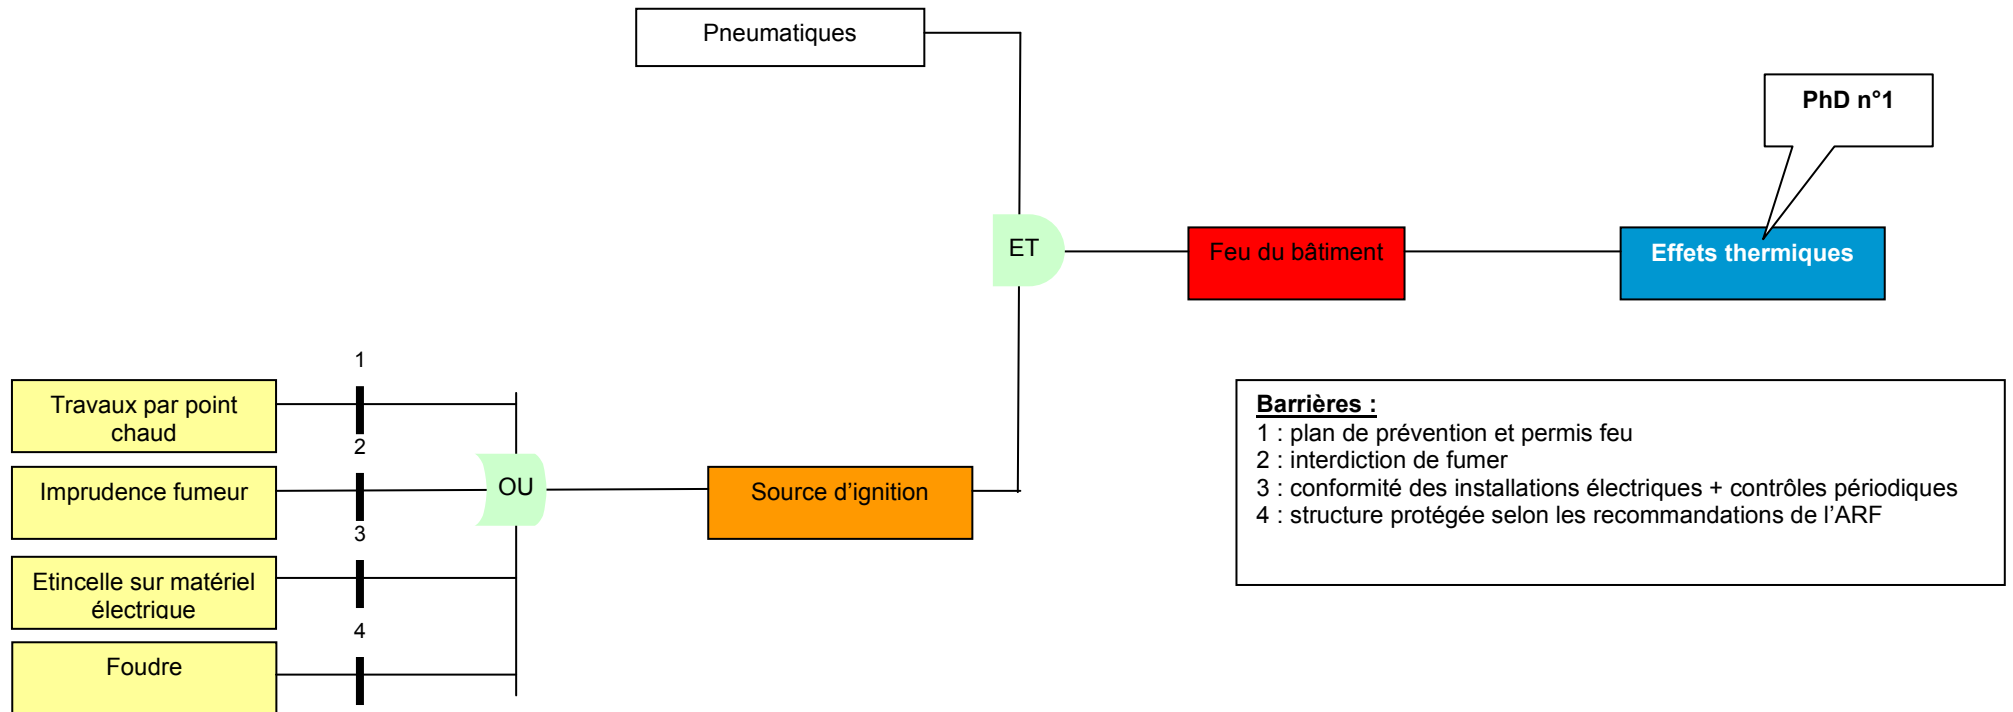 Pneumatiques
PhD n°1
ET
Feu du bâtiment
Effets thermiques
1
Travaux par point
chaud
2
Imprudence fumeur
OU
Source d’ignition
3
Etincelle sur matériel
électrique
4
Foudre
Barrières :
1 : plan de prévention et permis feu
2 : interdiction de fumer
3 : conformité des installations électriques + contrôles périodiques
4 : structure protégée selon les recommandations de l’ARF